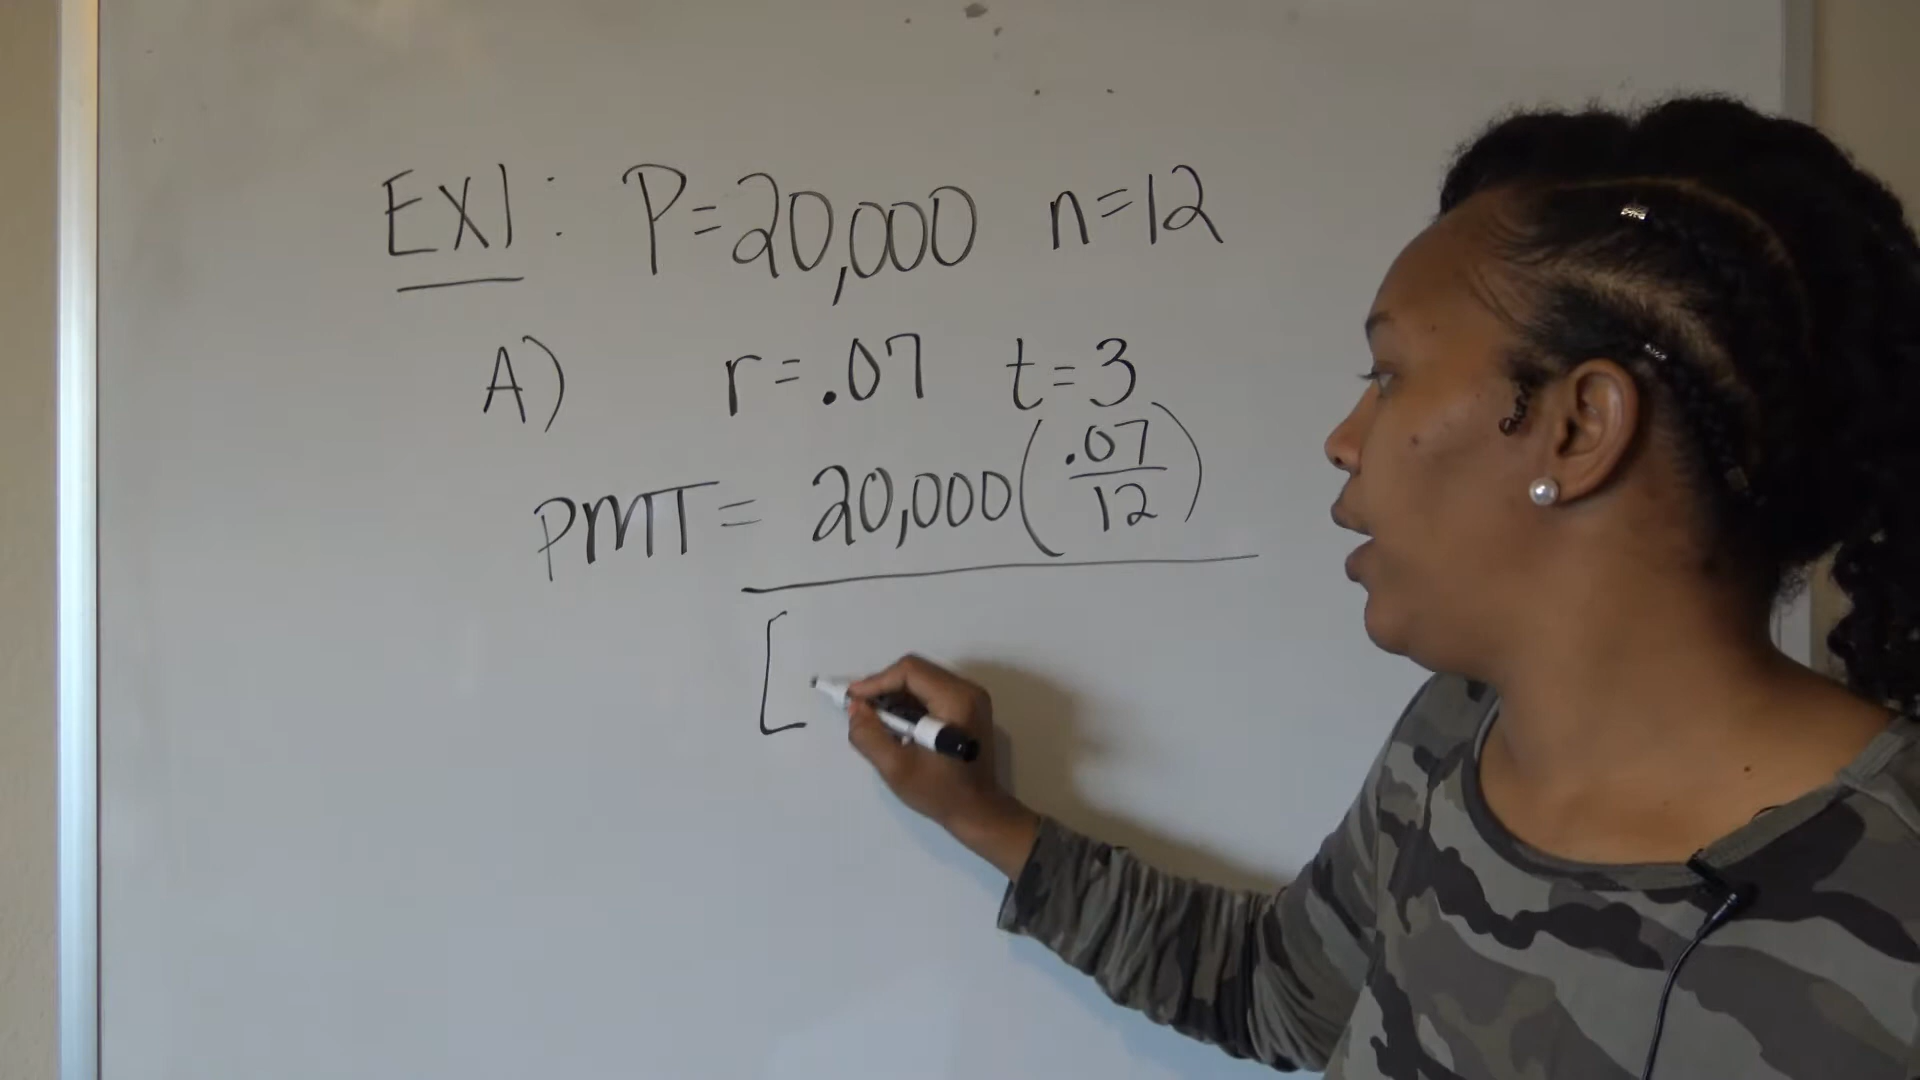 EX1: P=20,000 n=12
A) r=.07 t=3
PMT= 20,000(.07/12)
[